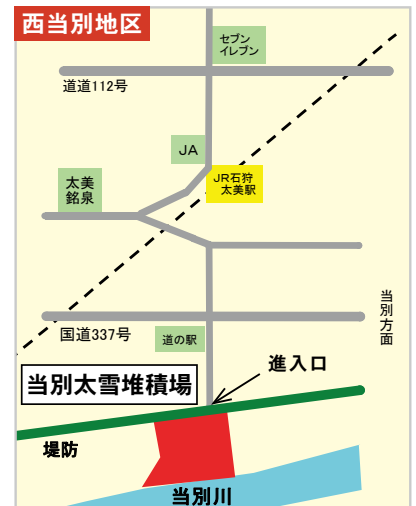 西当別地区
セブン
イレブン
道道112号
JA
JR石狩
太美駅
太美
銘泉
当別方面
国道337号
道の駅
進入口
当別太雪堆積場
堤防
当別川